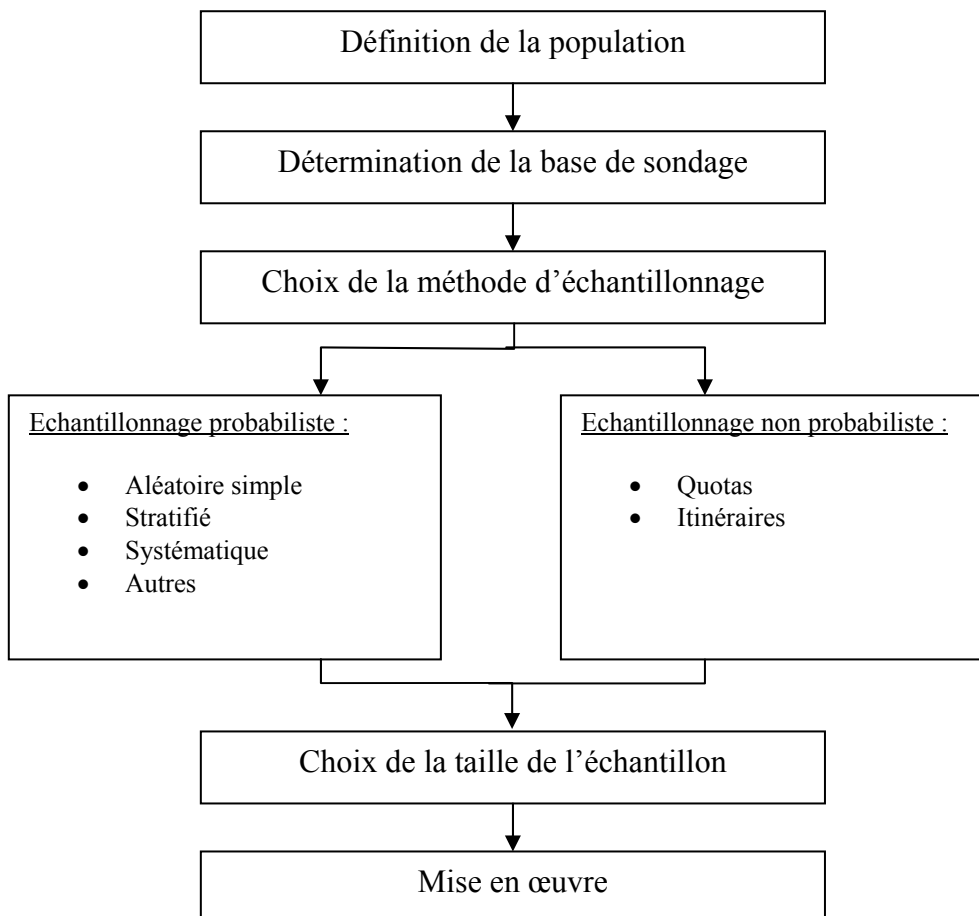 Définition de la population
Détermination de la base de sondage
Choix de la méthode d’échantillonnage
Echantillonnage probabiliste :
• Aléatoire simple
• Stratifié
• Systématique
• Autres
Echantillonnage non probabiliste :
• Quotas
• Itinéraires
Choix de la taille de l’échantillon
Mise en œuvre